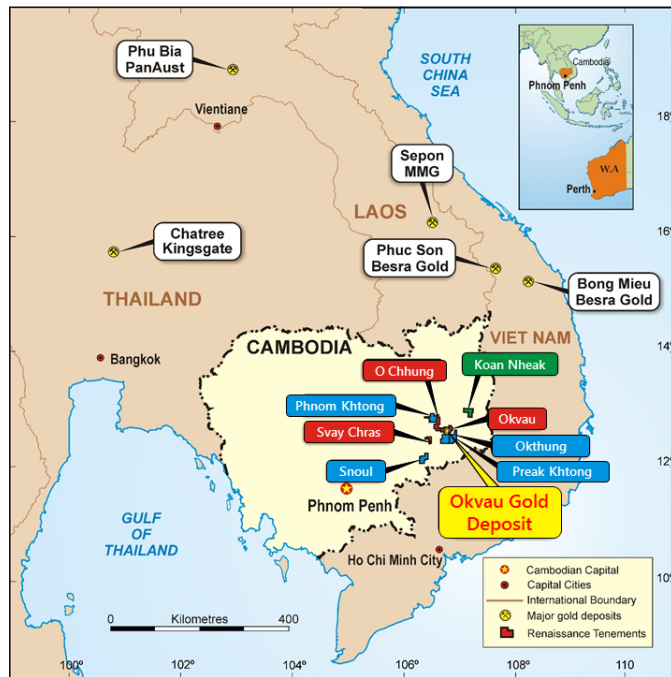 Phu Bia
PanAust
SOUTH
CHINA
SEA
Cambodia
Phnom Penh
W.A
Perth
Vientiane
18°
Sepon
MMG
LAOS
Chatree
Kingsgate
16°
Phuc Son
Besra Gold
Bong Mieu
Besra Gold
THAILAND
VIET NAM
CAMBODIA
14°
Bangkok
O Chhung
Koan Nheak
Phnom Khtong
Okvau
Svay Chras
Okthung
Snoul
Preak Khtong
12°
Phnom Penh
Okvau Gold
Deposit
GULF
OF
THAILAND
Ho Chi Minh City
10°
Cambodian Capital
Capital Cities
International Boundary
Major gold deposits
Renaissance Tenements
0 Kilometres 400
100° 102° 104° 106° 108° 110